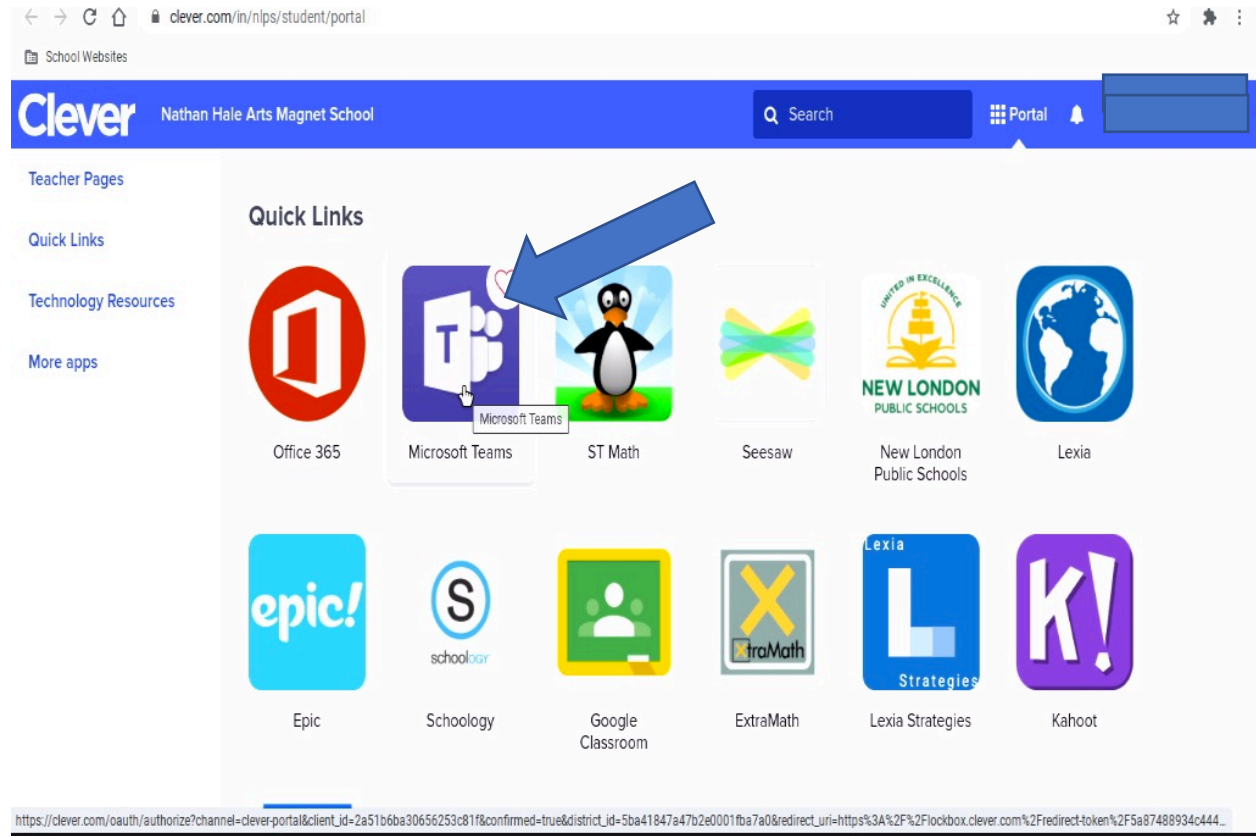 clever.com/in/nlps/student/portal
School Websites
Clever
Nathan Hale Arts Magnet School
Search
Portal
Teacher Pages
Quick Links
Technology Resources
More apps
Quick Links
T
UNITED IN EXCELLENCE
NEW LONDON
PUBLIC SCHOOLS
Microsoft Teams
Office 365
Microsoft Teams
ST Math
Seesaw
New London
Public Schools
Lexia
epic!
S
schoology
X
XtraMath
Lexia
L
Strategies
K!
Epic
Schoology
Google
Classroom
ExtraMath
Lexia Strategies
Kahoot
https://clever.com/oauth/authorize?channel=clever-portal&client_id=2a51b6ba30656253c81f&confirmed=true&district_id=5ba41847a47b2e0001fba7a0&redirect_uri=https%3A%2F%2Flockbox.clever.com%2Fredirect-token%2F5a87488934c444...